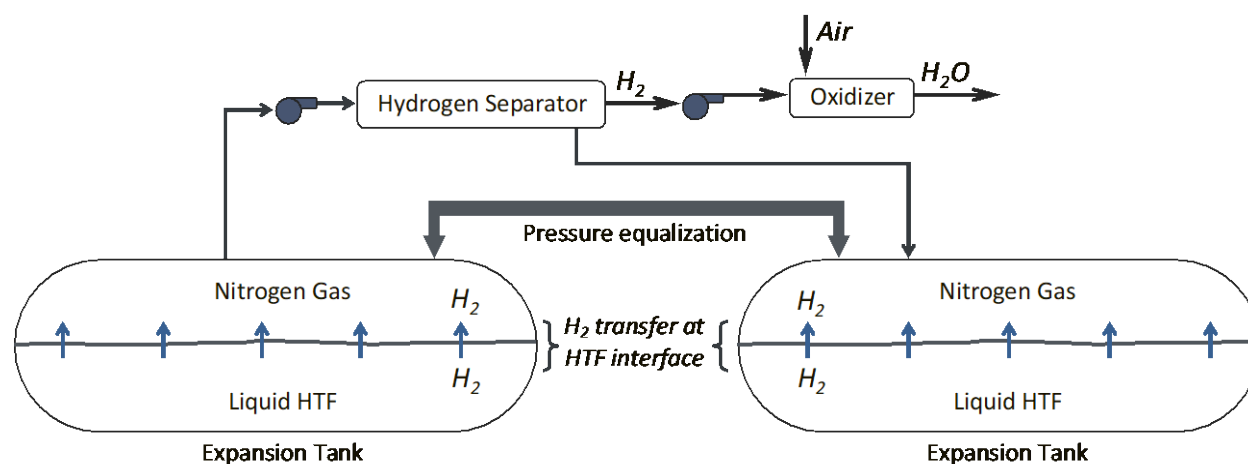 Air
H2
H2O
Hydrogen Separator
Oxidizer
Pressure equalization
Nitrogen Gas
H2
H2 transfer at
HTF interface
H2
Liquid HTF
Expansion Tank
H2
Nitrogen Gas
H2
Liquid HTF
Expansion Tank